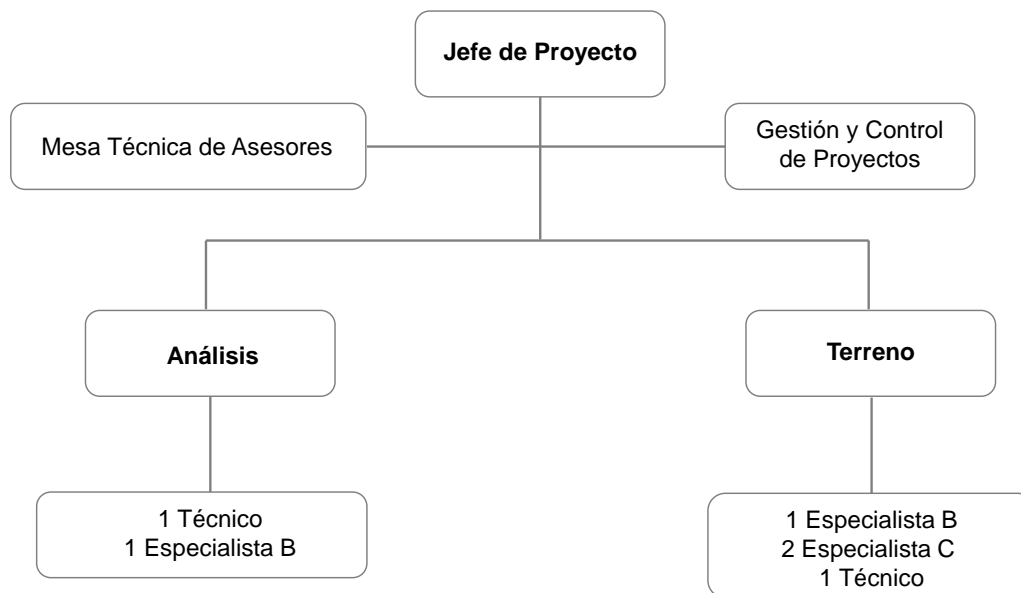 Jefe de Proyecto
Mesa Técnica de Asesores
Gestión y Control
de Proyectos
Análisis
Terreno
1 Técnico
1 Especialista B
1 Especialista B
2 Especialista C
1 Técnico